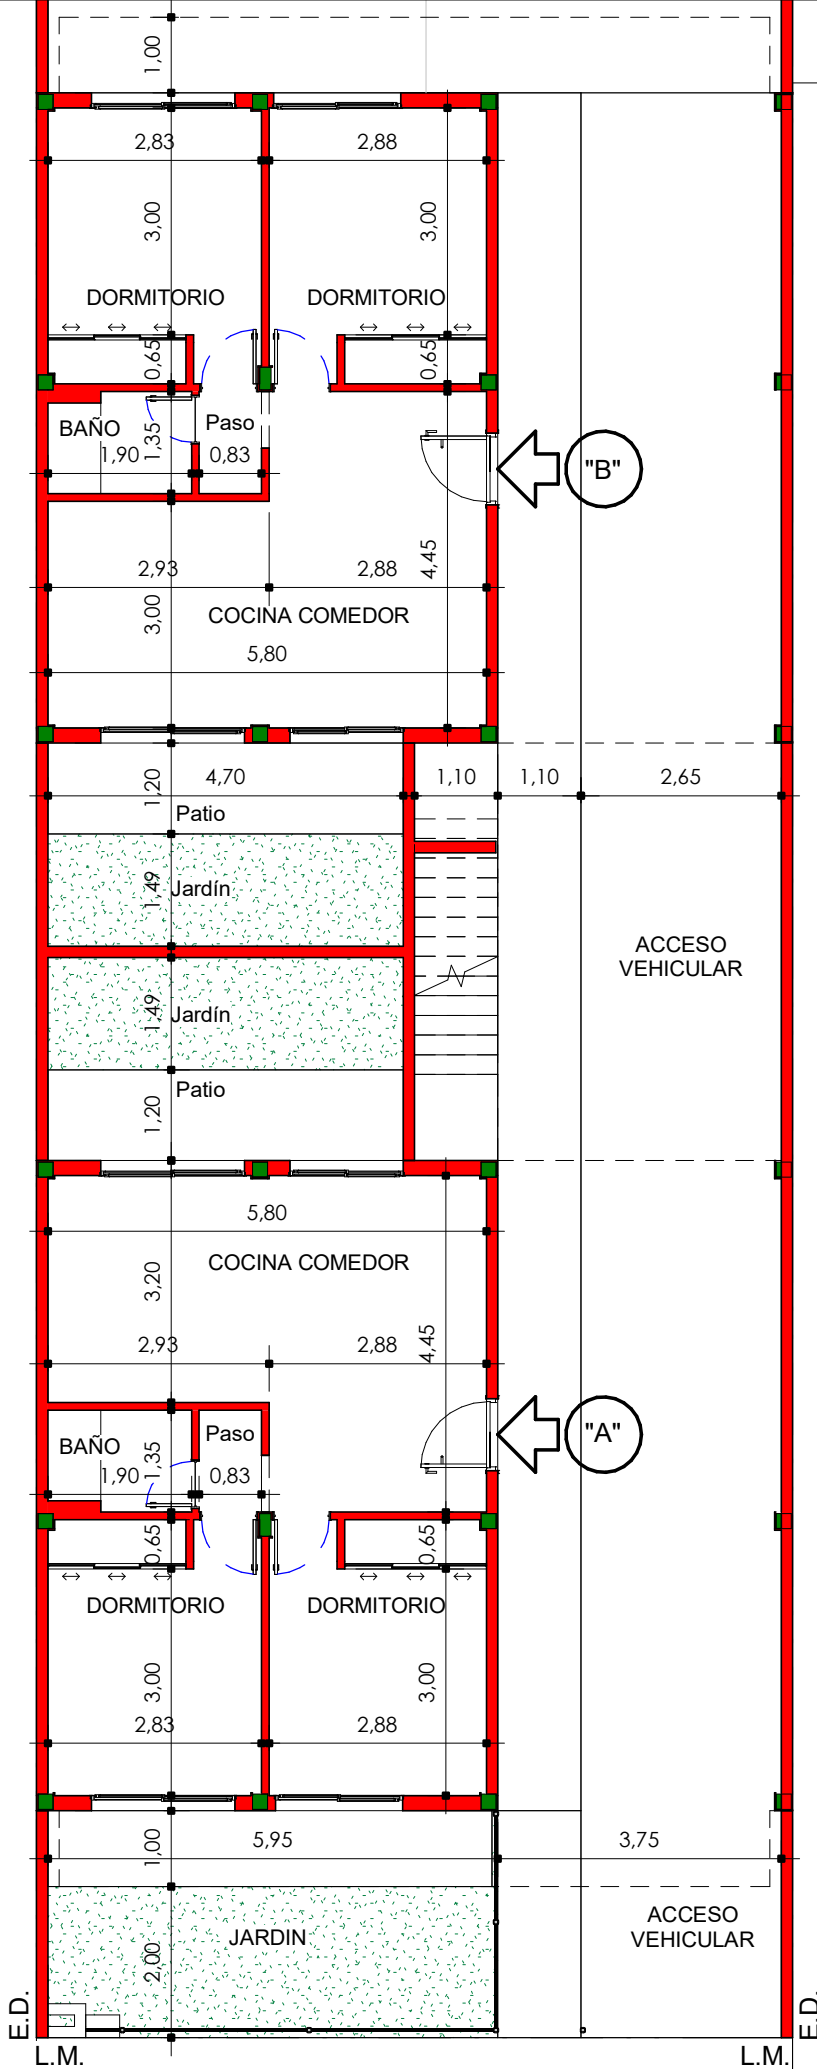 1,00
2,83
2,88
3,00
3,00
DORMITORIO
DORMITORIO
0,65
0,65
BAÑO
Paso
1,90
1,35
0,83
"B"
2,93
2,88
4,45
3,00
COCINA COMEDOR
5,80
1,20
4,70
1,10
1,10
2,65
Patio
1,49
Jardín
ACCESO
VEHICULAR
1,49
Jardín
Patio
1,20
5,80
COCINA COMEDOR
3,20
2,93
2,88
4,45
BAÑO
Paso
"A"
1,90
1,35
0,83
0,65
0,65
DORMITORIO
DORMITORIO
3,00
3,00
2,83
2,88
1,00
5,95
3,75
JARDIN
ACCESO
VEHICULAR
2,00
E.D.
E.D.
L.M.
L.M.